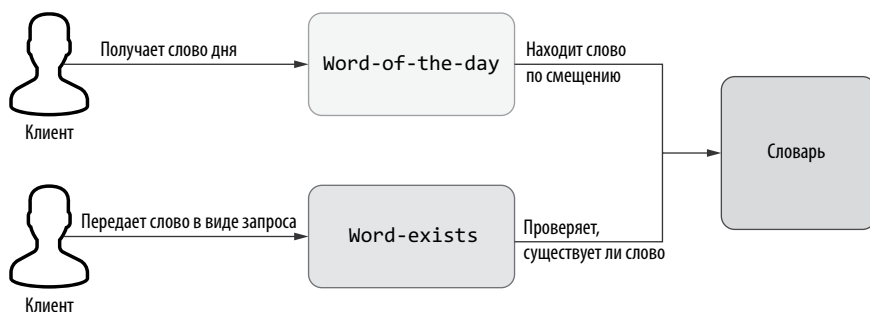 Получает слово дня
Word-of-the-day
Находит слово
по смещению
Клиент
Словарь
Передает слово в виде запроса
Word-exists
Проверяет,
существует ли слово
Клиент